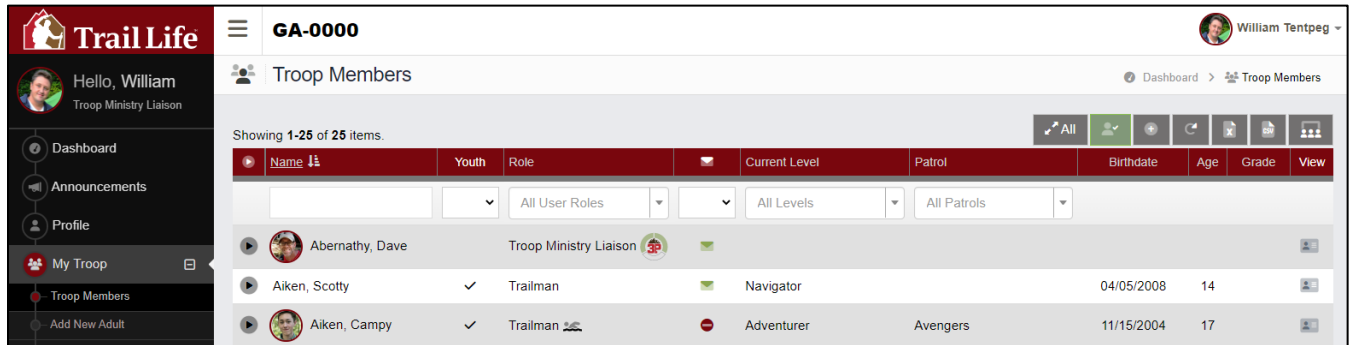 Trail Life
GA-0000
William Tentpeg
Hello, William
Troop Ministry Liaison
Troop Members
Dashboard > Troop Members
Dashboard
Announcements
Profile
My Troop
Troop Members
Add New Adult
Showing 1-25 of 25 items.
All
Name Youth Role Current Level Patrol Birthdate Age Grade View
All User Roles All Levels All Patrols
Abernathy, Dave Troop Ministry Liaison 3P
Aiken, Scotty Trailman Navigator 04/05/2008 14
Aiken, Campy Trailman Adventurer Avengers 11/15/2004 17